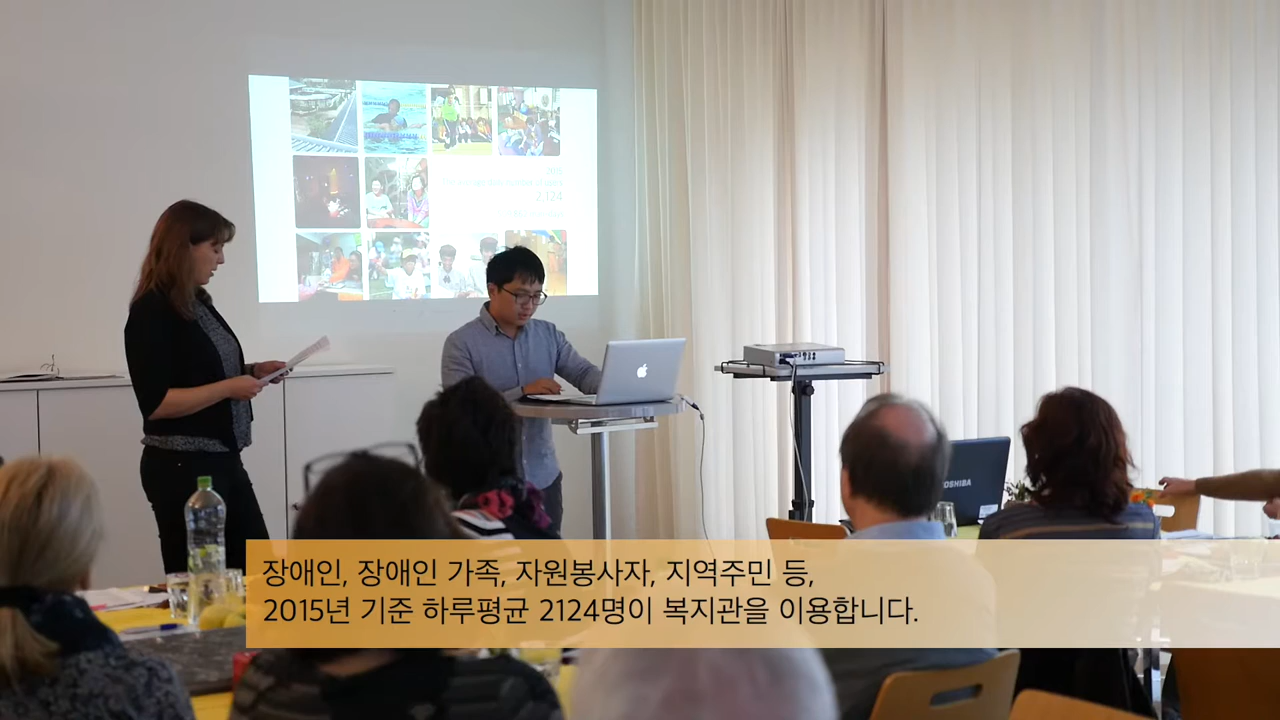 2,124
TOSHIBA
장애인, 장애인 가족, 자원봉사자, 지역주민 등,
2015년 기준 하루평균 2124명이 복지관을 이용합니다.